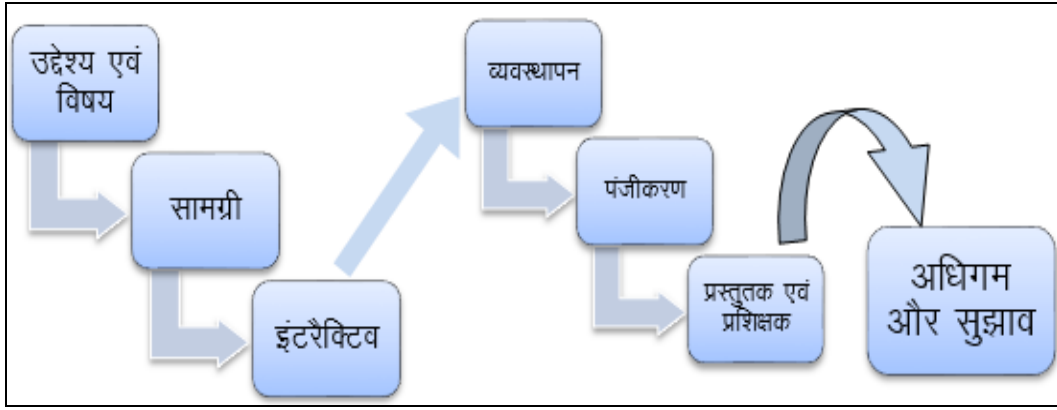 उद्देश्य एवं
विषय
सामग्री
इंटरैक्टिव
व्यवस्थापन
पंजीकरण
प्रस्तुतक एवं
प्रशिक्षक
अधिगम
और सुझाव